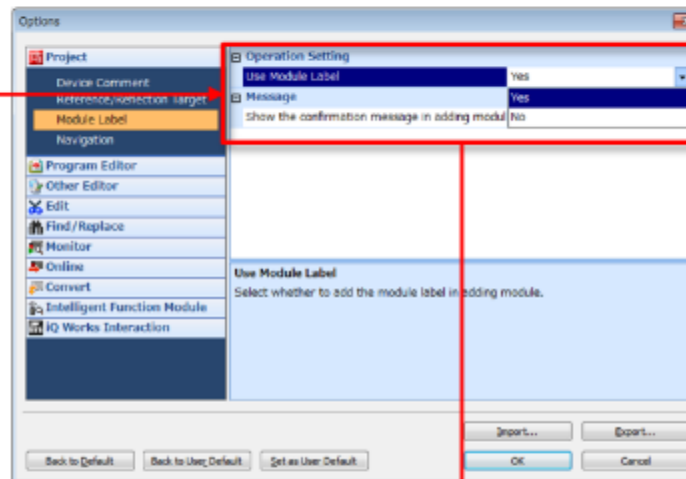 Options
Project
Device Comment
Reference/Reflection Target
Module Label
Navigation
Program Editor
Other Editor
Edit
Find/Replace
Monitor
Online
Convert
Intelligent Function Module
iQ Works Interaction
Operation Setting
Use Module Label Yes
Message Yes
Show the confirmation message in adding modul No
Use Module Label
Select whether to add the module label in adding module.
Import... Export...
Back to Default Back to User Default Set as User Default OK Cancel